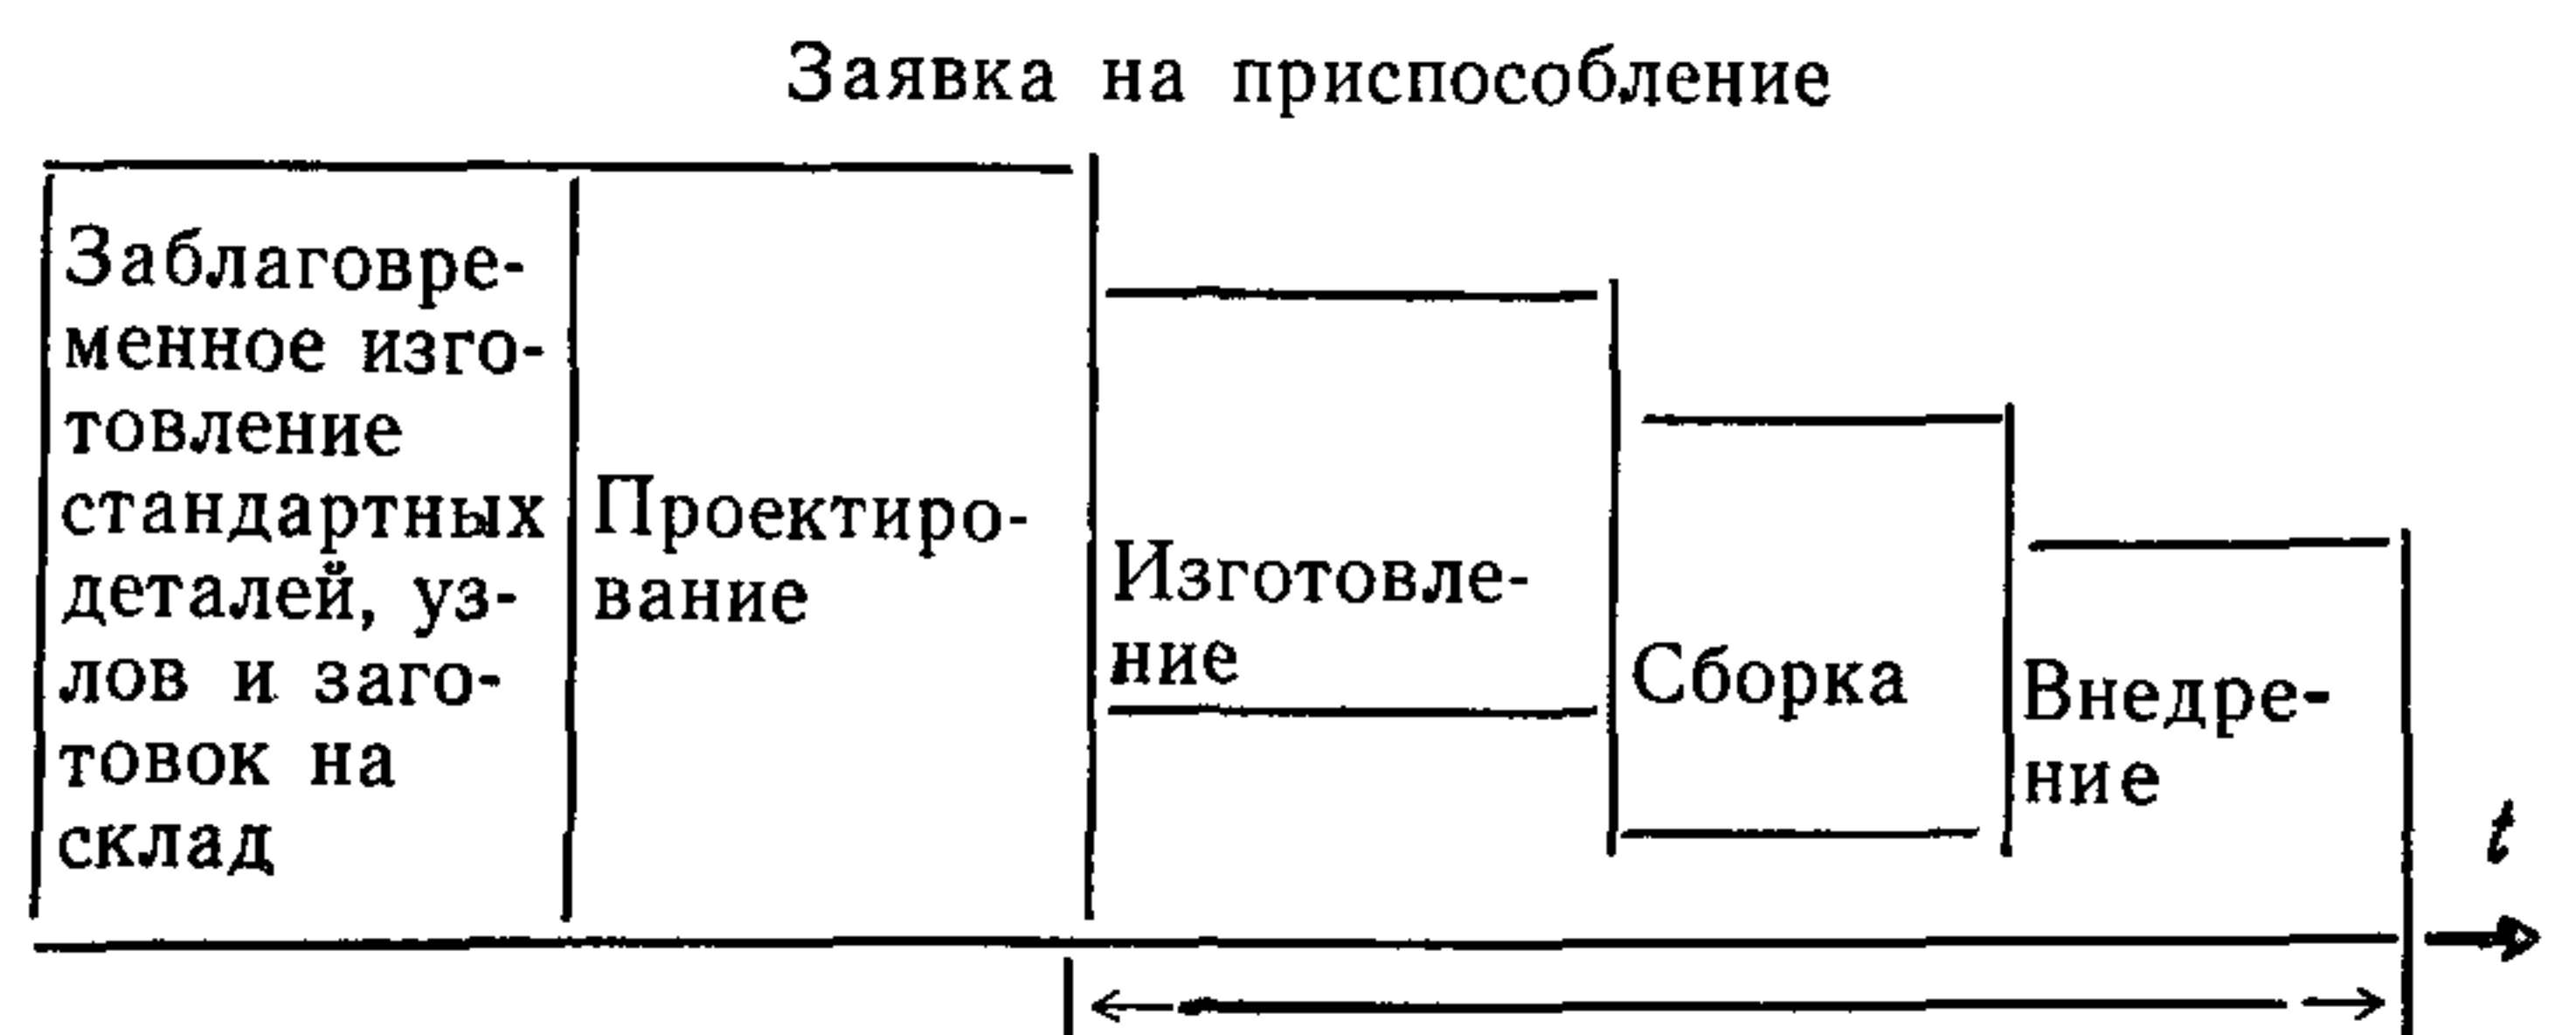 Заявка на приспособление
Заблаговре-
менное изго-
товление
стандартных
деталей, уз-
лов и заго-
товок на
склад
Проектиро-
вание
Изготовле-
ние
Сборка
Внедре-
ние
t